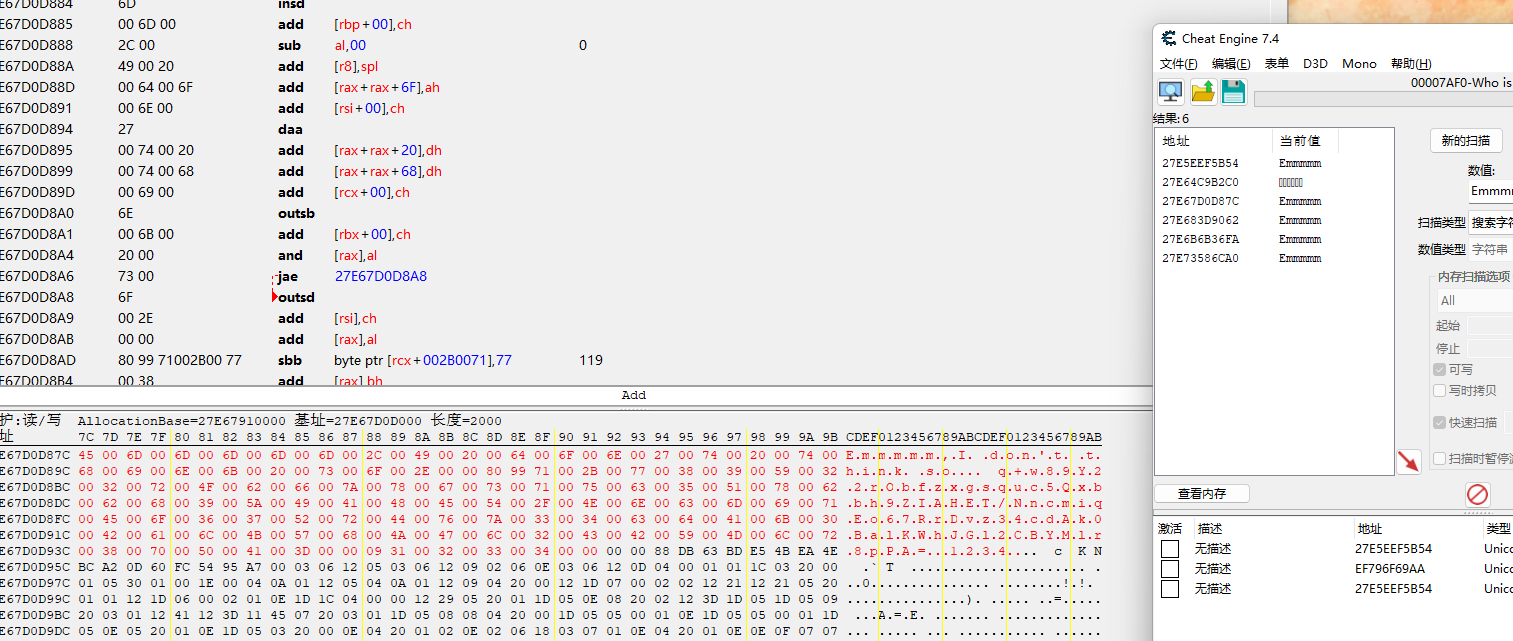 E67D0D884 6D insd
E67D0D885 00 6D 00 add [rbp+00],ch
E67D0D888 2C 00 sub al,00 0
E67D0D88A 49 00 20 add [r8],spl
E67D0D88D 00 64 00 6F add [rax+rax+6F],ah
E67D0D891 00 6E 00 add [rsi+00],ch
E67D0D894 27 daa
E67D0D895 00 74 00 20 add [rax+rax+20],dh
E67D0D899 00 74 00 68 add [rax+rax+68],dh
E67D0D89D 00 69 00 add [rcx+00],ch
E67D0D8A0 6E outsb
E67D0D8A1 00 6B 00 add [rbx+00],ch
E67D0D8A4 20 00 and [rax],al
E67D0D8A6 73 00 jae 27E67D0D8A8
E67D0D8A8 6F outsd
E67D0D8A9 00 2E add [rsi],ch
E67D0D8AB 00 00 add [rax],al
E67D0D8AD 80 99 71002B00 77 sbb byte ptr [rcx+002B0071],77 119
E67D0D8B4 00 38 add [rax],bh
Add
护:读/写 AllocationBase=27E67910000 基址=27E67D0D000 长度=2000
址 7C 7D 7E 7F 80 81 82 83 84 85 86 87 88 89 8A 8B 8C 8D 8E 8F 90 91 92 93 94 95 96 97 98 99 9A 9B CDEF0123456789ABCDEF0123456789AB
E67D0D87C 45 00 6D 00 6D 00 6D 00 6D 00 6D 00 2C 00 49 00 20 00 64 00 6F 00 6E 00 27 00 74 00 20 00 74 00 E.m.m.m.m.m.,.I. .d.o.n.'.t. .t.
E67D0D89C 68 00 69 00 6E 00 6B 00 20 00 73 00 6F 00 2E 00 00 80 99 71 00 2B 00 77 00 38 00 39 00 59 00 32 h.i.n.k. .s.o.... q.+.w.8.9.Y.2
E67D0D8BC 00 32 00 72 00 4F 00 62 00 66 00 7A 00 78 00 67 00 73 00 71 00 75 00 63 00 35 00 51 00 78 00 62 .2.r.O.b.f.z.x.g.s.q.u.c.5.Q.x.b
E67D0D8DC 00 62 00 68 00 39 00 5A 00 49 00 41 00 48 00 45 00 54 00 2F 00 4E 00 6E 00 63 00 6D 00 69 00 71 .b.h.9.Z.I.A.H.E.T./.N.n.c.m.i.q
E67D0D8FC 00 45 00 6F 00 36 00 37 00 52 00 72 00 44 00 76 00 7A 00 33 00 34 00 63 00 64 00 41 00 6B 00 30 .E.o.6.7.R.r.D.v.z.3.4.c.d.A.k.0
E67D0D91C 00 42 00 61 00 6C 00 4B 00 57 00 68 00 4A 00 47 00 6C 00 32 00 43 00 42 00 59 00 4D 00 6C 00 72 .B.a.l.K.W.h.J.G.l.2.C.B.Y.M.l.r
E67D0D93C 00 38 00 70 00 50 00 41 00 3D 00 00 09 31 00 32 00 33 00 34 00 00 00 00 88 DB 63 BD E5 4B EA 4E .8.p.P.A.=...1.2.3.4.... c K N
E67D0D95C BC A2 0D 60 FC 54 95 A7 00 03 06 12 05 03 06 12 09 02 06 0E 03 06 12 0D 04 00 01 01 1C 03 20 00 .` T ....................... .
E67D0D97C 01 05 30 01 00 1E 00 04 0A 01 12 05 04 0A 01 12 09 04 20 00 12 1D 07 00 02 02 12 21 12 21 05 20 ..0............... ........!.!.
E67D0D99C 01 01 12 1D 06 00 02 01 0E 1D 1C 04 00 00 12 29 05 20 01 1D 05 0E 08 20 02 12 3D 1D 05 1D 05 09 ...............). ..... ..=.....
E67D0D9BC 20 03 01 12 41 12 3D 11 45 07 20 03 01 1D 05 08 08 04 20 00 1D 05 05 00 01 0E 1D 05 05 00 01 1D ...A.=.E. ....... .............
E67D0D9DC 05 0E 05 20 01 0E 1D 05 03 20 00 0E 04 20 01 02 0E 02 06 18 03 07 01 0E 04 20 01 0E 0E 0F 07 07 ... ..... ... ........... ......
Cheat Engine 7.4
文件(F) 编辑(E) 表单 D3D Mono 帮助(H)
00007AF0-Who is
结果:6
地址 当前值
27E5EEF5B54 Emmmmm
27E64C9B2C0
27E67D0D87C Emmmmm
27E683D9062 Emmmmm
27E6B6B36FA Emmmmm
27E73586CA0 Emmmmm
新的扫描
数值:
Emmmm
扫描类型 搜索字符
数值类型 字符串
内存扫描选项
All
起始
停止
可写
写时拷贝
快速扫描
扫描时暂停游
查看内存
激活 描述 地址 类型
无描述 27E5EEF5B54 Unico
无描述 EF796F69AA Unico
无描述 27E5EEF5B54 Unico